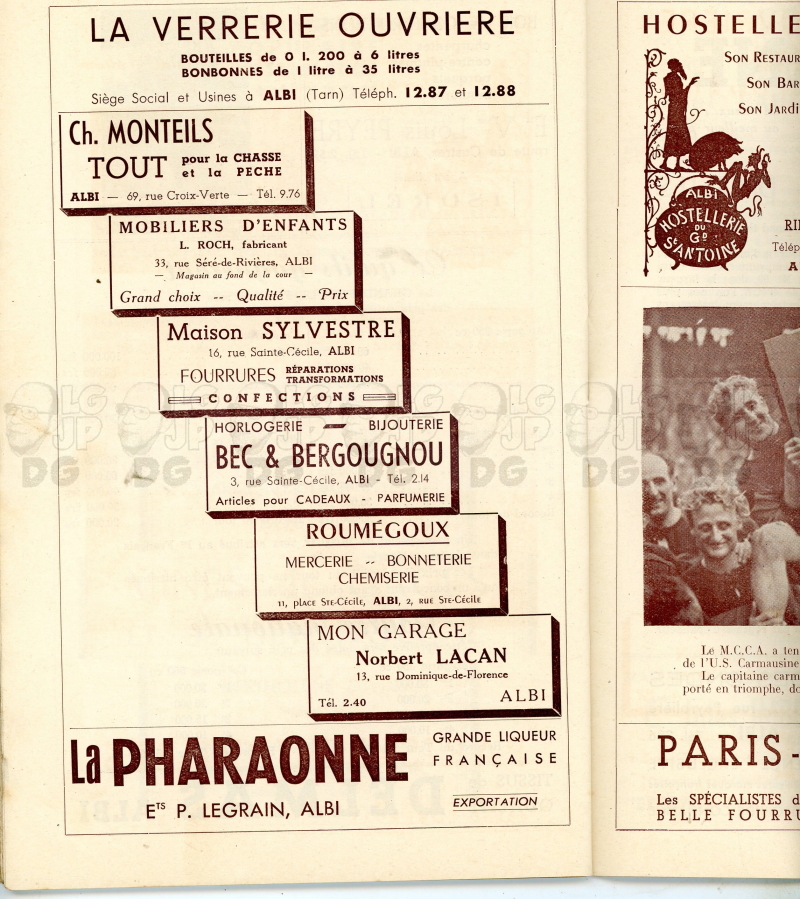 LA VERRERIE OUVRIERE
BOUTEILLES de 0 l. 200 à 6 litres
BONBONNES de 1 litre à 35 litres
Siège Social et Usines à ALBI (Tarn) Téléph. 12.87 et 12.88
Ch. MONTEILS
TOUT pour la CHASSE
et la PECHE
ALBI — 69, rue Croix-Verte — Tél. 9.76
MOBILIERS D'ENFANTS
L. ROCH, fabricant
33, rue Séré-de-Rivières, ALBI
— Magasin au fond de la cour —
Grand choix -- Qualité -- Prix
Maison SYLVESTRE
16, rue Sainte-Cécile, ALBI
FOURRURES RÉPARATIONS
TRANSFORMATIONS
CONFECTIONS
HORLOGERIE — BIJOUTERIE
BEC & BERGOUGNOU
3, rue Sainte-Cécile, ALBI - Tél. 2.14
Articles pour CADEAUX - PARFUMERIE
ROUMÉGOUX
MERCERIE -- BONNETERIE
CHEMISERIE
11, place Ste-Cécile, ALBI, 2, rue Ste-Cécile
MON GARAGE
Norbert LACAN
13, rue Dominique-de-Florence
Tél. 2.40 ALBI
La PHARAONNE
GRANDE LIQUEUR
FRANÇAISE
Ets P. LEGRAIN, ALBI
EXPORTATION
HOSTELLE
Son Restaur
Son Bar
Son Jardi
ALBI
HOSTELLERIE
DU
GD
ST ANTOINE
RI
Télép
A
Le M.C.C.A. a ten
de l'U.S. Carmausine
Le capitaine carm
porté en triomphe, do
PARIS-
Les SPÉCIALISTES d
BELLE FOURRU
LG
JP
DG